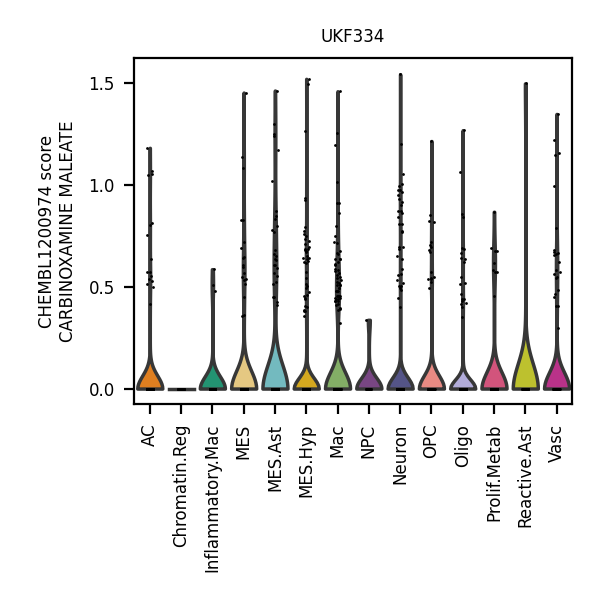 UKF334
CHEMBL1200974 score
CARBINOXAMINE MALEATE
1.5
1.0
0.5
0.0
AC
Chromatin.Reg
Inflammatory.Mac
MES
MES.Ast
MES.Hyp
Mac
NPC
Neuron
OPC
Oligo
Prolif.Metab
Reactive.Ast
Vasc